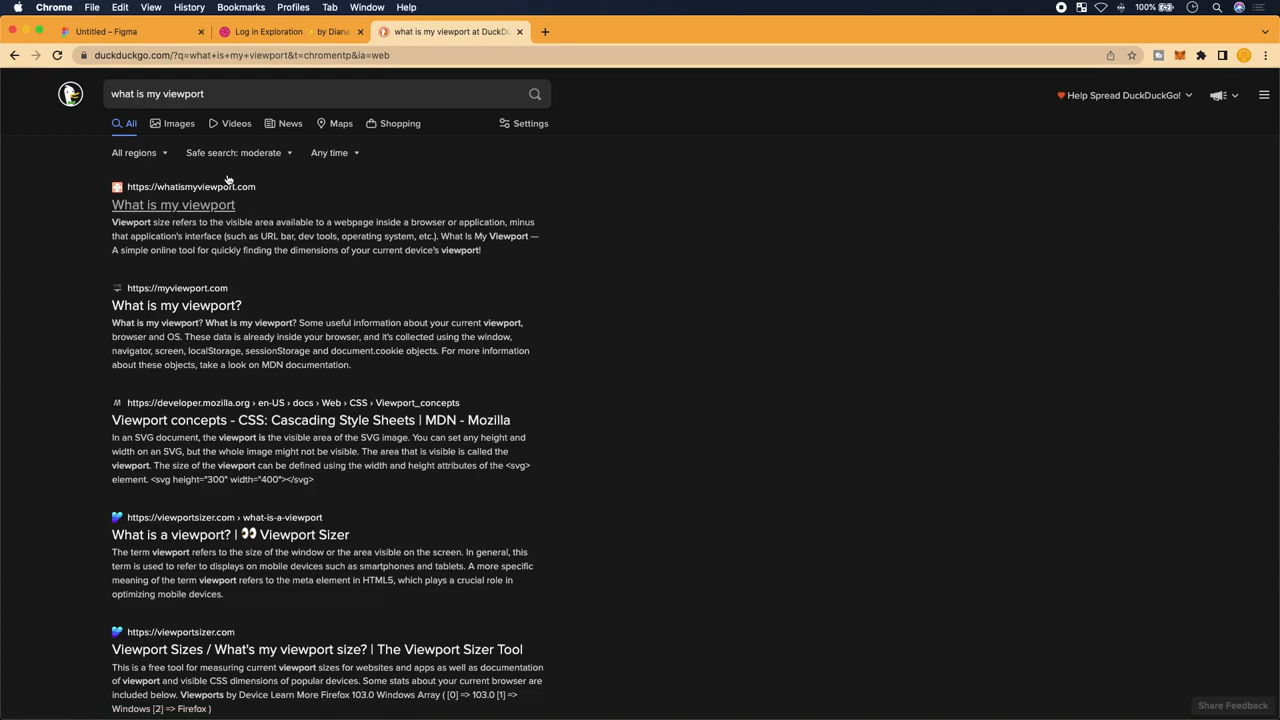 Chrome File Edit View History Bookmarks Profiles Tab Window Help 100%
Untitled – Figma
Log in Exploration by Diana
what is my viewport at DuckDu
duckduckgo.com/?q=what+is+my+viewport&t=chromentp&ia=web
what is my viewport
Help Spread DuckDuckGo!
All Images Videos News Maps Shopping Settings
All regions Safe search: moderate Any time
https://whatismyviewport.com
What is my viewport
Viewport size refers to the visible area available to a webpage inside a browser or application, minus
that application's interface (such as URL bar, dev tools, operating system, etc.). What Is My Viewport —
A simple online tool for quickly finding the dimensions of your current device's viewport!
https://myviewport.com
What is my viewport?
What is my viewport? What is my viewport? Some useful information about your current viewport,
browser and OS. These data is already inside your browser, and it's collected using the window,
navigator, screen, localStorage, sessionStorage and document.cookie objects. For more information
about these objects, take a look on MDN documentation.
https://developer.mozilla.org › en-US › docs › Web › CSS › Viewport_concepts
Viewport concepts - CSS: Cascading Style Sheets | MDN - Mozilla
In an SVG document, the viewport is the visible area of the SVG image. You can set any height and
width on an SVG, but the whole image might not be visible. The area that is visible is called the
viewport. The size of the viewport can be defined using the width and height attributes of the <svg>
element. <svg height="300" width="400"></svg>
https://viewportsizer.com › what-is-a-viewport
What is a viewport? | 👀 Viewport Sizer
The term viewport refers to the size of the window or the area visible on the screen. In general, this
term is used to refer to displays on mobile devices such as smartphones and tablets. A more specific
meaning of the term viewport refers to the meta element in HTML5, which plays a crucial role in
optimizing mobile devices.
https://viewportsizer.com
Viewport Sizes / What's my viewport size? | The Viewport Sizer Tool
This is a free tool for measuring current viewport sizes for websites and apps as well as documentation
of viewport and visible CSS dimensions of popular devices. Some stats about your current browser are
included below. Viewports by Device Learn More Firefox 103.0 Windows Array ( [0] => 103.0 [1] =>
Windows [2] => Firefox )
Share Feedback